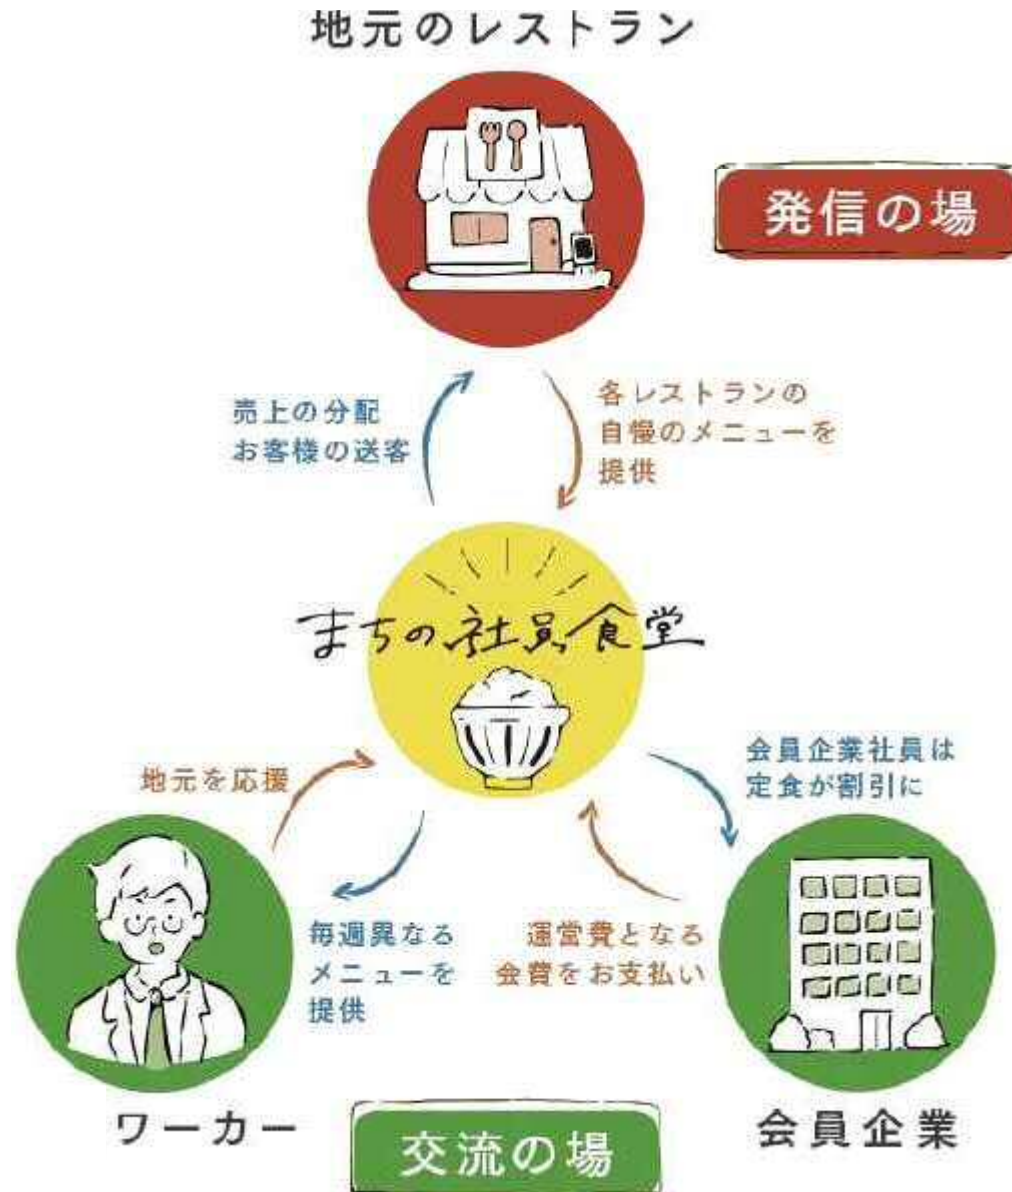 地元のレストラン
発信の場
売上の分配
お客様の送客
各レストランの
自慢のメニューを
提供
まちの社員食堂
地元を応援
会員企業社員は
定食が割引に
毎週異なる
メニューを
提供
運営費となる
会費をお支払い
ワーカー
会員企業
交流の場